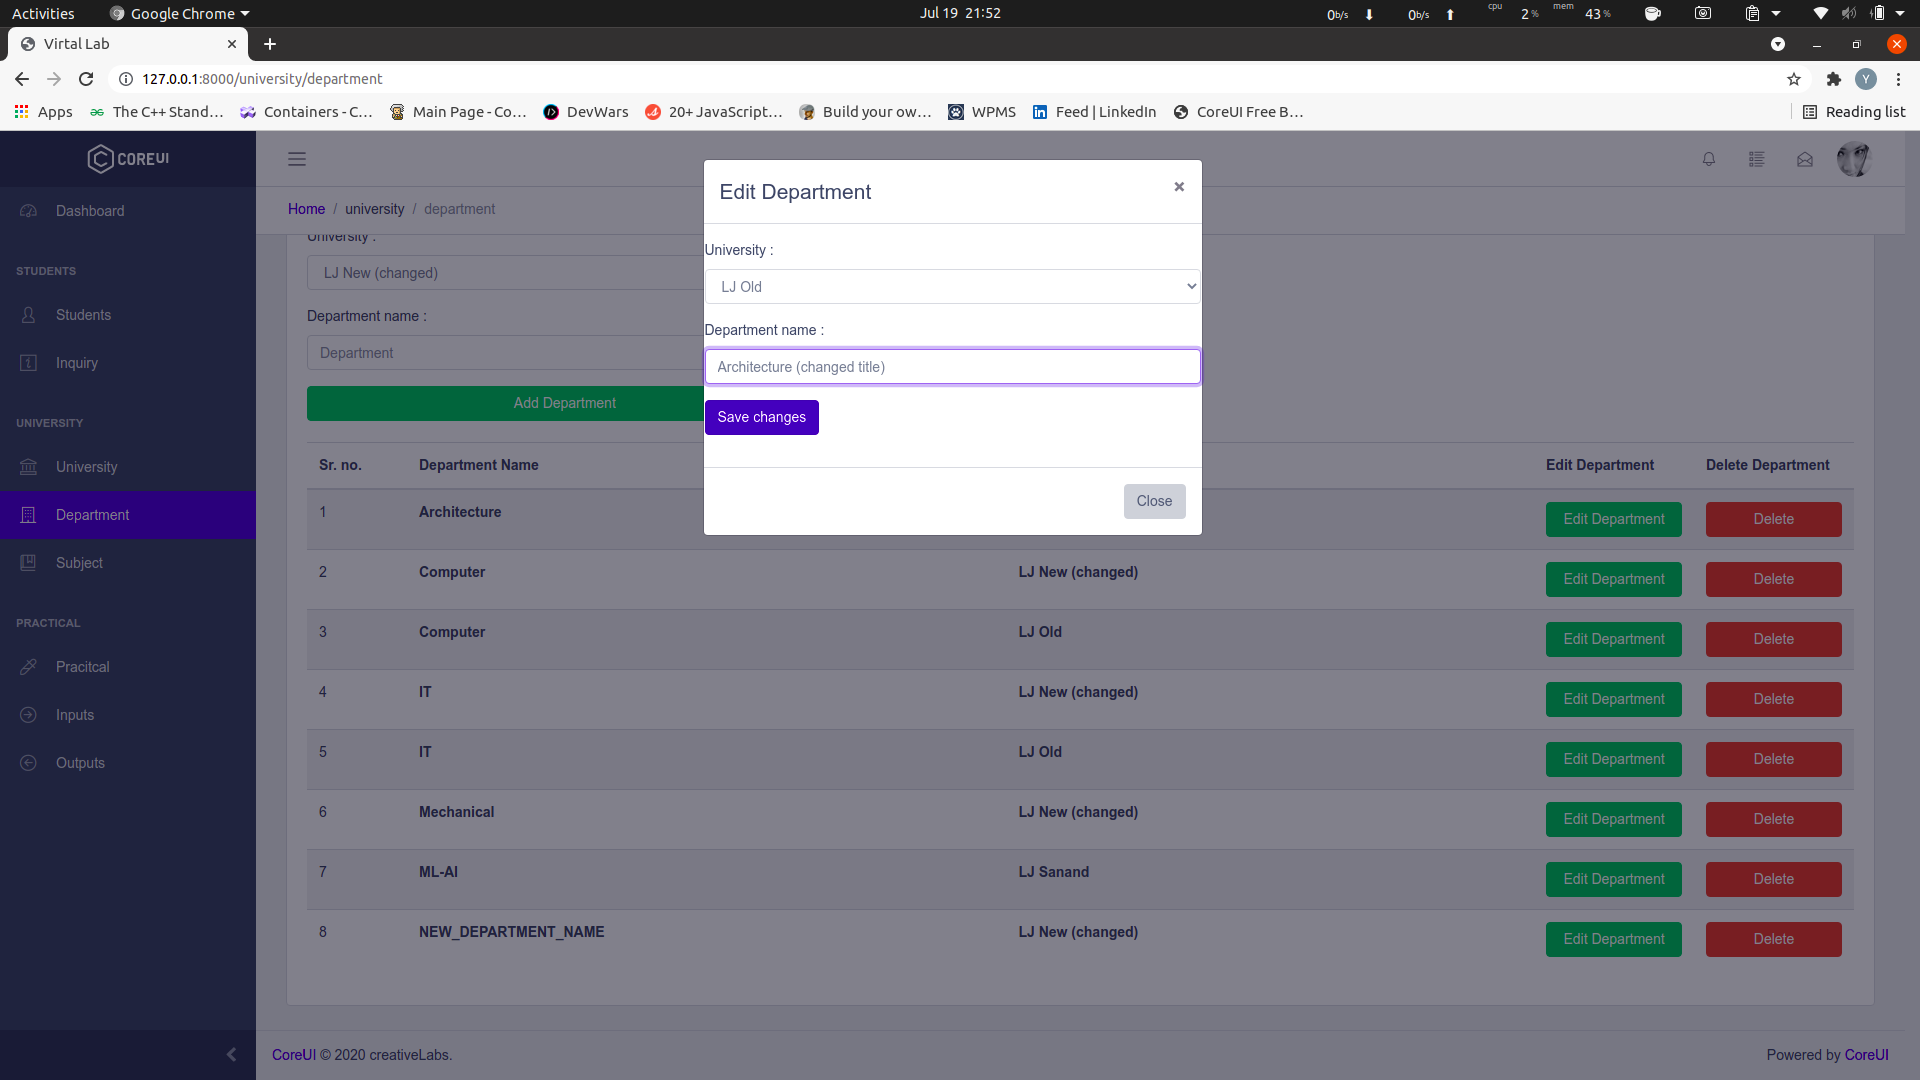 Activities Google Chrome Jul 19 21:52 0b/s 0b/s cpu 2% mem 43%
Virtal Lab
127.0.0.1:8000/university/department Y
Apps The C++ Stand… Containers - C… Main Page - Co… DevWars 20+ JavaScript… Build your ow… WPMS Feed | LinkedIn CoreUI Free B… Reading list
COREUI
Dashboard
STUDENTS
Students
Inquiry
UNIVERSITY
University
Department
Subject
PRACTICAL
Pracitcal
Inputs
Outputs
Home / university / department
University :
LJ New (changed)
Department name :
Department
Add Department
Edit Department ×
University :
LJ Old
Department name :
Architecture (changed title)
Save changes
Close
Sr. no. Department Name Edit Department Delete Department
1 Architecture Edit Department Delete
2 Computer LJ New (changed) Edit Department Delete
3 Computer LJ Old Edit Department Delete
4 IT LJ New (changed) Edit Department Delete
5 IT LJ Old Edit Department Delete
6 Mechanical LJ New (changed) Edit Department Delete
7 ML-AI LJ Sanand Edit Department Delete
8 NEW_DEPARTMENT_NAME LJ New (changed) Edit Department Delete
CoreUI © 2020 creativeLabs. Powered by CoreUI